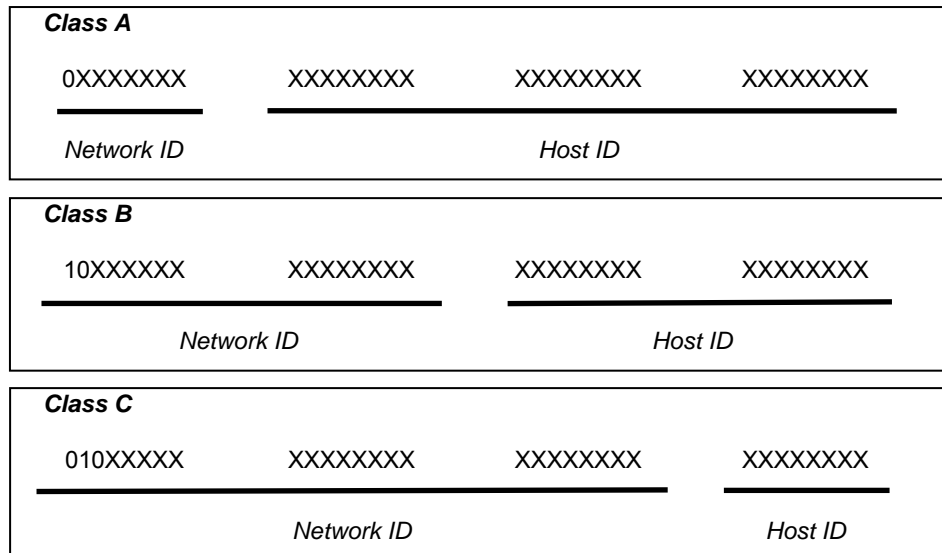 Class A
0XXXXXXX XXXXXXXX XXXXXXXX XXXXXXXX
Network ID Host ID
Class B
10XXXXXX XXXXXXXX XXXXXXXX XXXXXXXX
Network ID Host ID
Class C
010XXXXX XXXXXXXX XXXXXXXX XXXXXXXX
Network ID Host ID